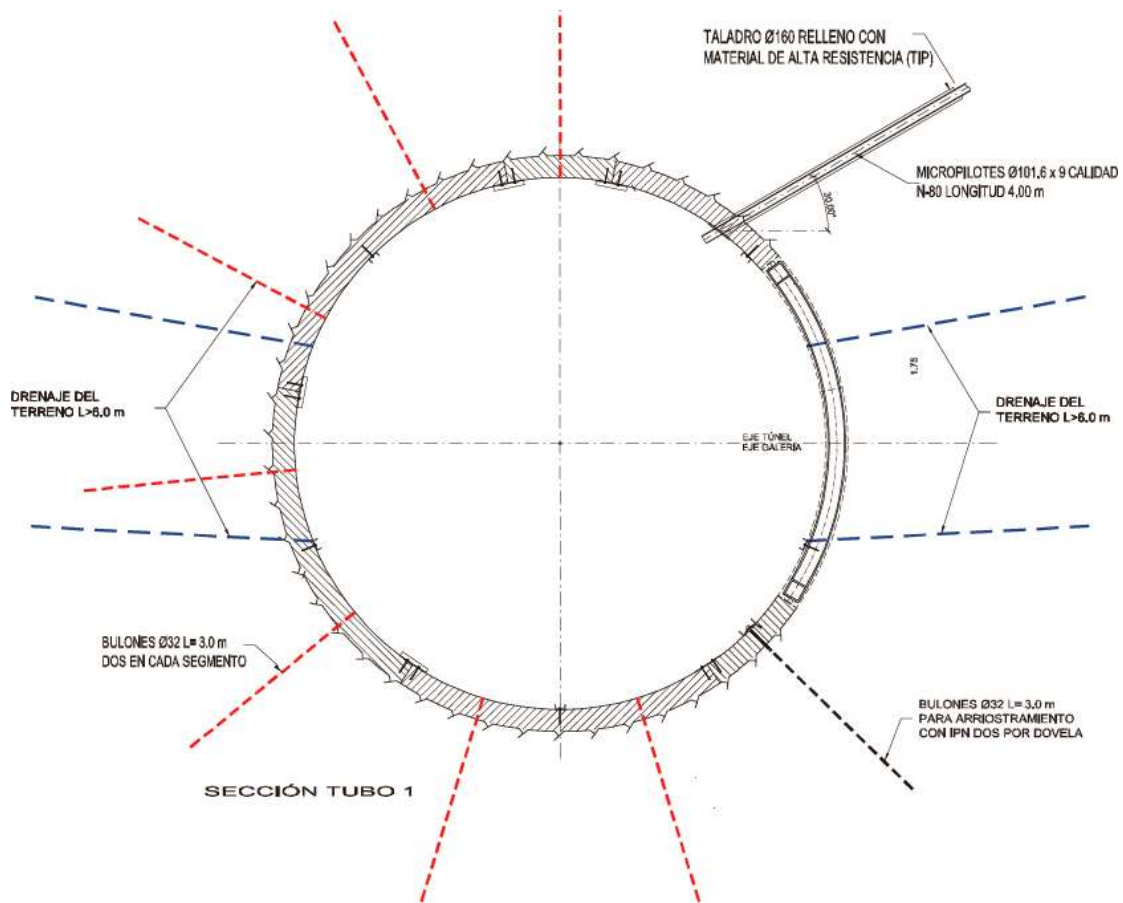 TALADRO Ø160 RELLENO CON
MATERIAL DE ALTA RESISTENCIA (TIP)
MICROPILOTES Ø101,6 x 9 CALIDAD
N-80 LONGITUD 4,00 m
30,00°
1.75
DRENAJE DEL
TERRENO L>6.0 m
DRENAJE DEL
TERRENO L>6.0 m
EJE TÚNEL
EJE GALERÍA
BULONES Ø32 L= 3.0 m
DOS EN CADA SEGMENTO
BULONES Ø32 L= 3.0 m
PARA ARRIOSTRAMIENTO
CON IPN DOS POR DOVELA
SECCIÓN TUBO 1